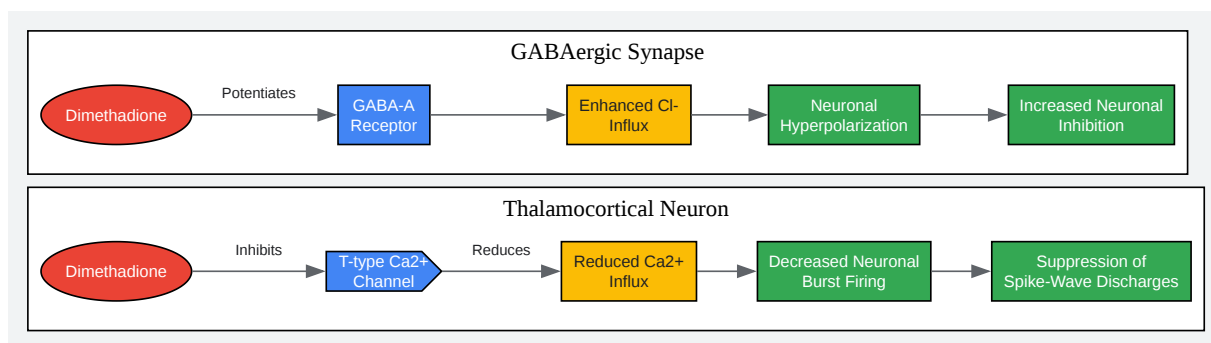 GABAergic Synapse
Dimethadione
Potentiates
GABA-A
Receptor
Enhanced Cl-
Influx
Neuronal
Hyperpolarization
Increased Neuronal
Inhibition
Thalamocortical Neuron
Dimethadione
Inhibits
T-type Ca2+
Channel
Reduces
Reduced Ca2+
Influx
Decreased Neuronal
Burst Firing
Suppression of
Spike-Wave Discharges